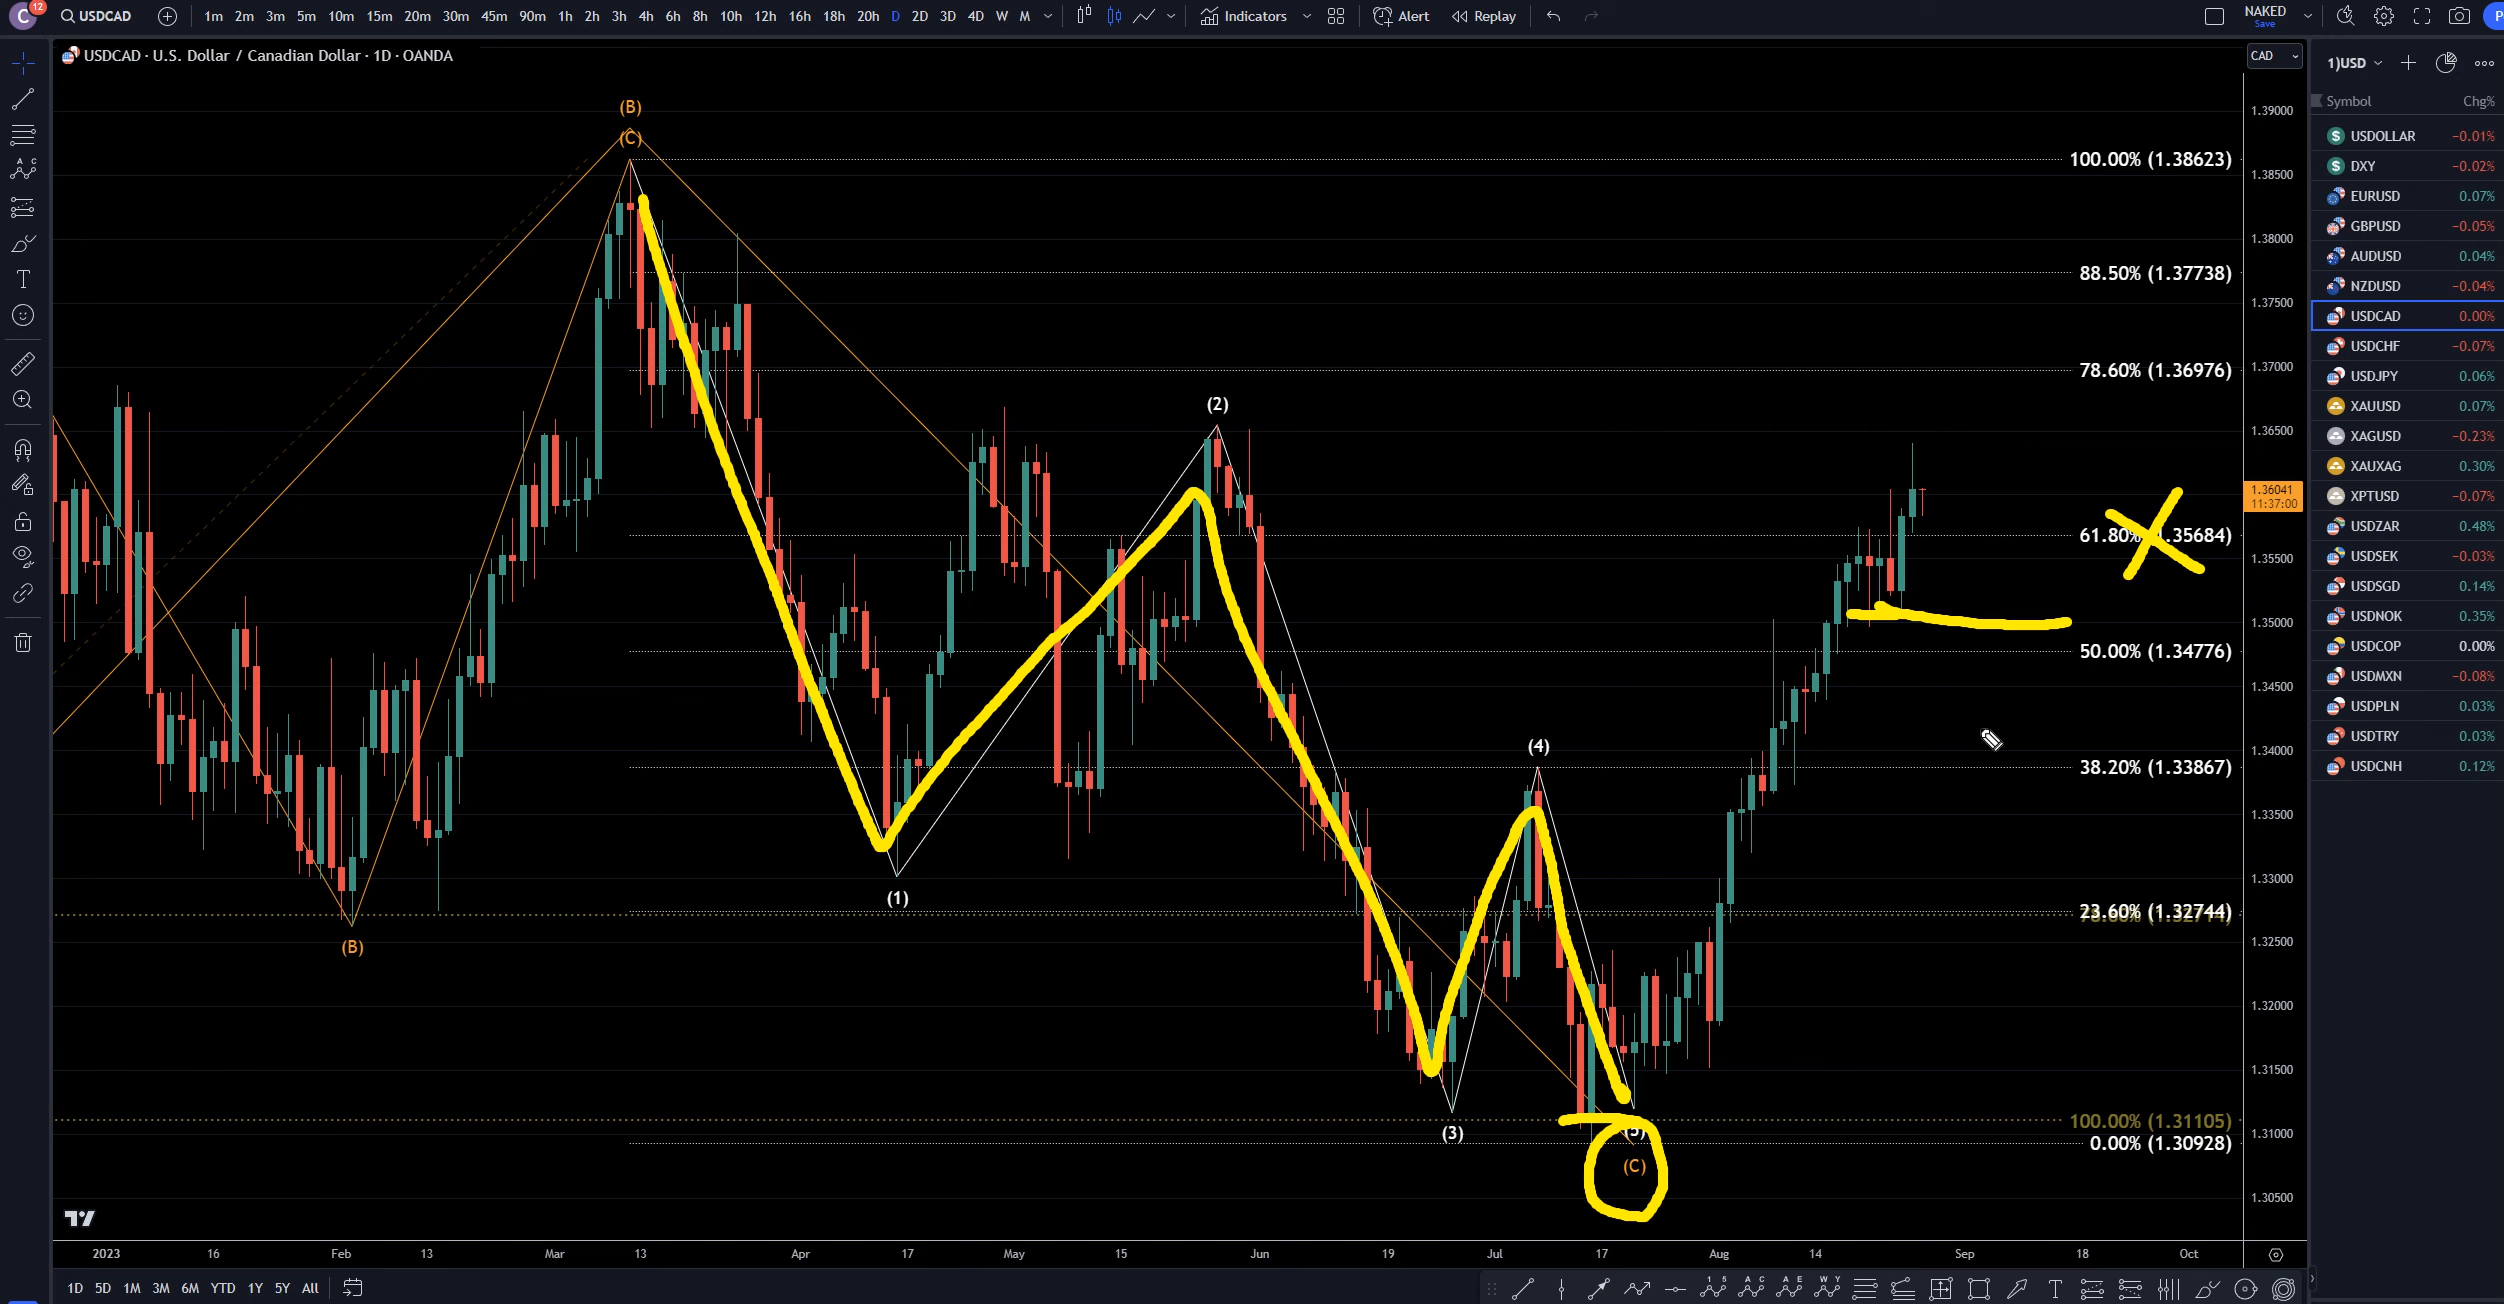 C 12 USDCAD 1m 2m 3m 5m 10m 15m 20m 30m 45m 90m 1h 2h 3h 4h 6h 8h 10h 12h 16h 18h 20h D 2D 3D 4D W M Indicators Alert Replay NAKED
Save
USDCAD · U.S. Dollar / Canadian Dollar · 1D · OANDA
CAD
1)USD
Symbol Chg%
USDOLLAR −0.01%
DXY −0.02%
EURUSD 0.07%
GBPUSD −0.05%
AUDUSD 0.04%
NZDUSD −0.04%
USDCAD 0.00%
USDCHF −0.07%
USDJPY 0.06%
XAUUSD 0.07%
XAGUSD −0.23%
XAUXAG 0.30%
XPTUSD −0.07%
USDZAR 0.48%
USDSEK −0.03%
USDSGD 0.14%
USDNOK 0.35%
USDCOP 0.00%
USDMXN −0.08%
USDPLN 0.03%
USDTRY 0.03%
USDCNH 0.12%
(B)
(C)
100.00% (1.38623)
88.50% (1.37738)
78.60% (1.36976)
(2)
61.80% (1.35684)
50.00% (1.34776)
(4)
38.20% (1.33867)
(1)
23.60% (1.32744)
(B)
100.00% (1.31105)
(3)
(5)
0.00% (1.30928)
(C)
1.39000
1.38500
1.38000
1.37500
1.37000
1.36500
1.36041
11:37:00
1.35500
1.35000
1.34500
1.34000
1.33500
1.33000
1.32500
1.32000
1.31500
1.31000
1.30500
2023 16 Feb 13 Mar 13 Apr 17 May 15 Jun 19 Jul 17 Aug 14 Sep 18 Oct
1D 5D 1M 3M 6M YTD 1Y 5Y All